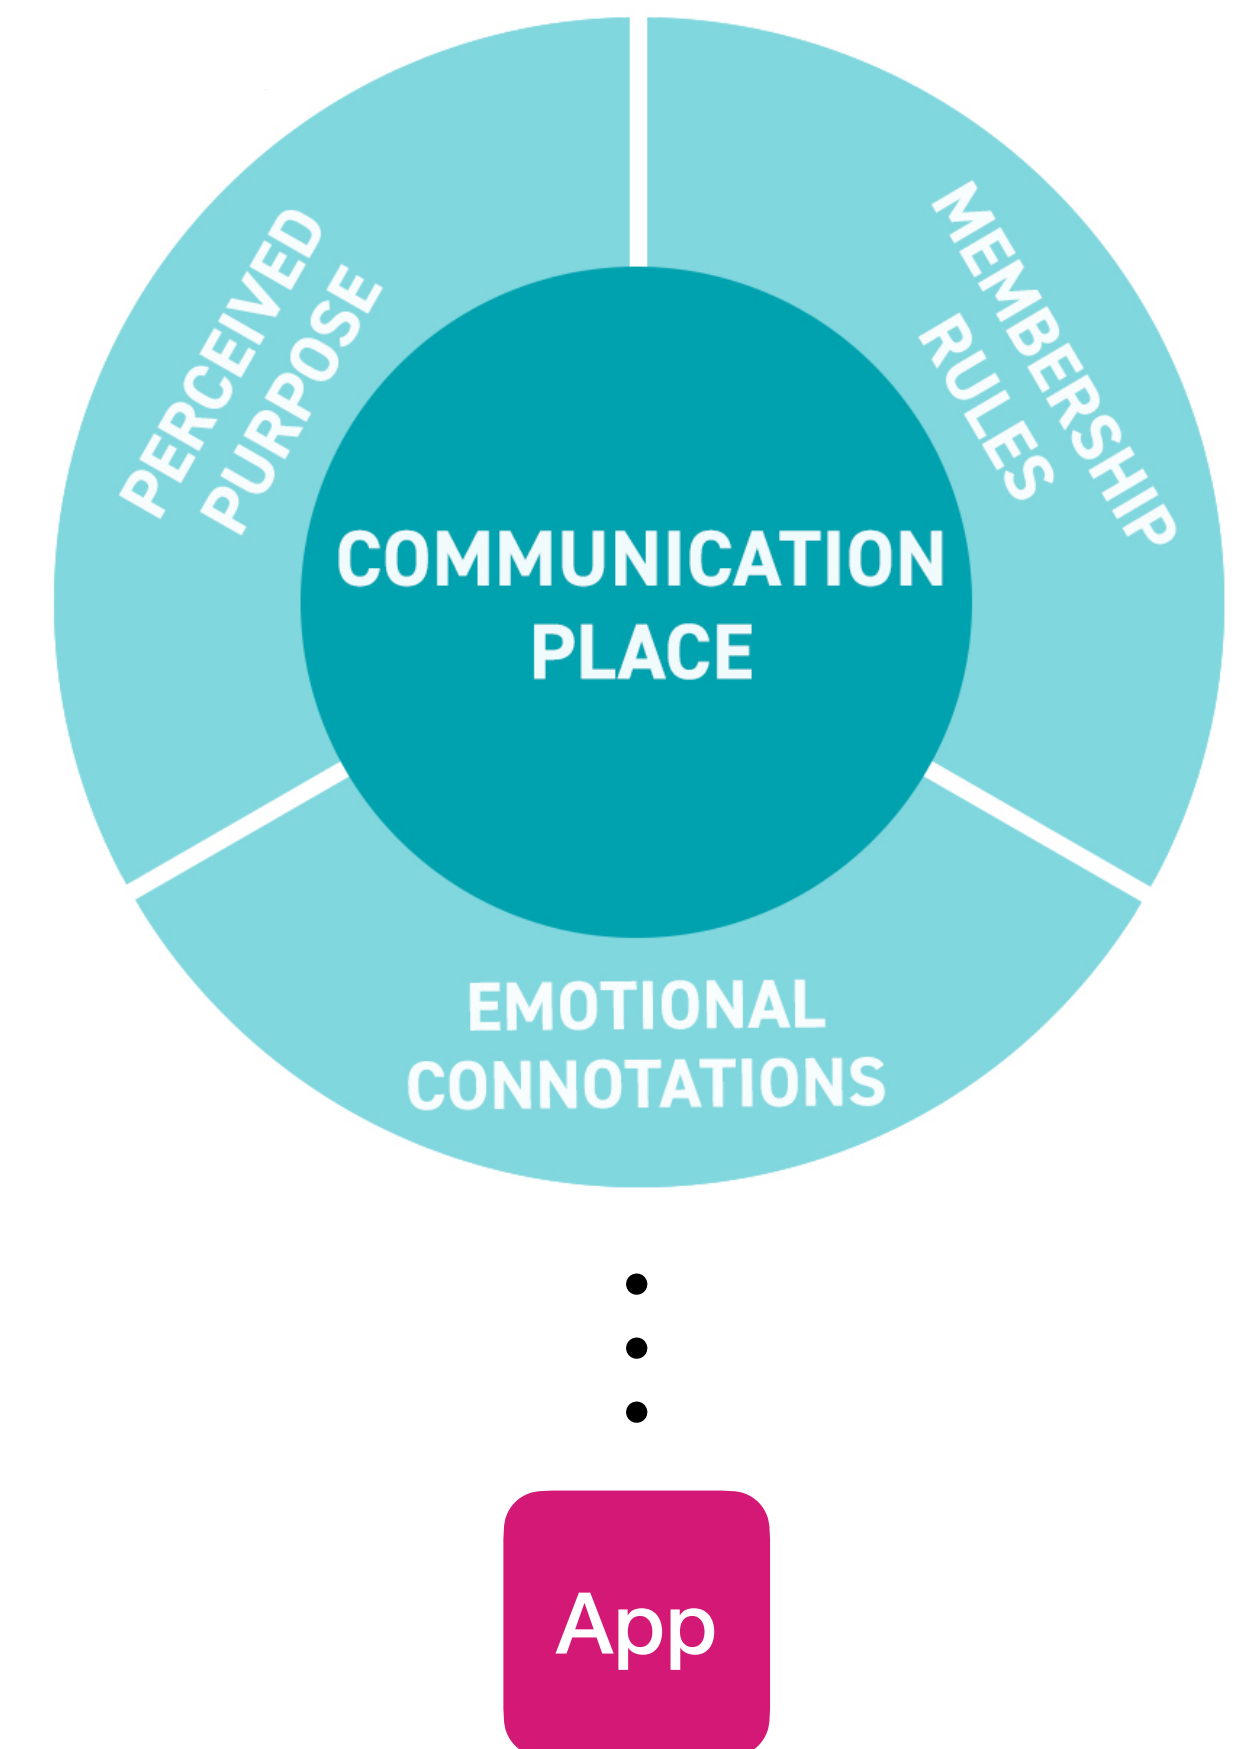 PERCEIVED
PURPOSE
MEMBERSHIP
RULES
COMMUNICATION
PLACE
EMOTIONAL
CONNOTATIONS
App